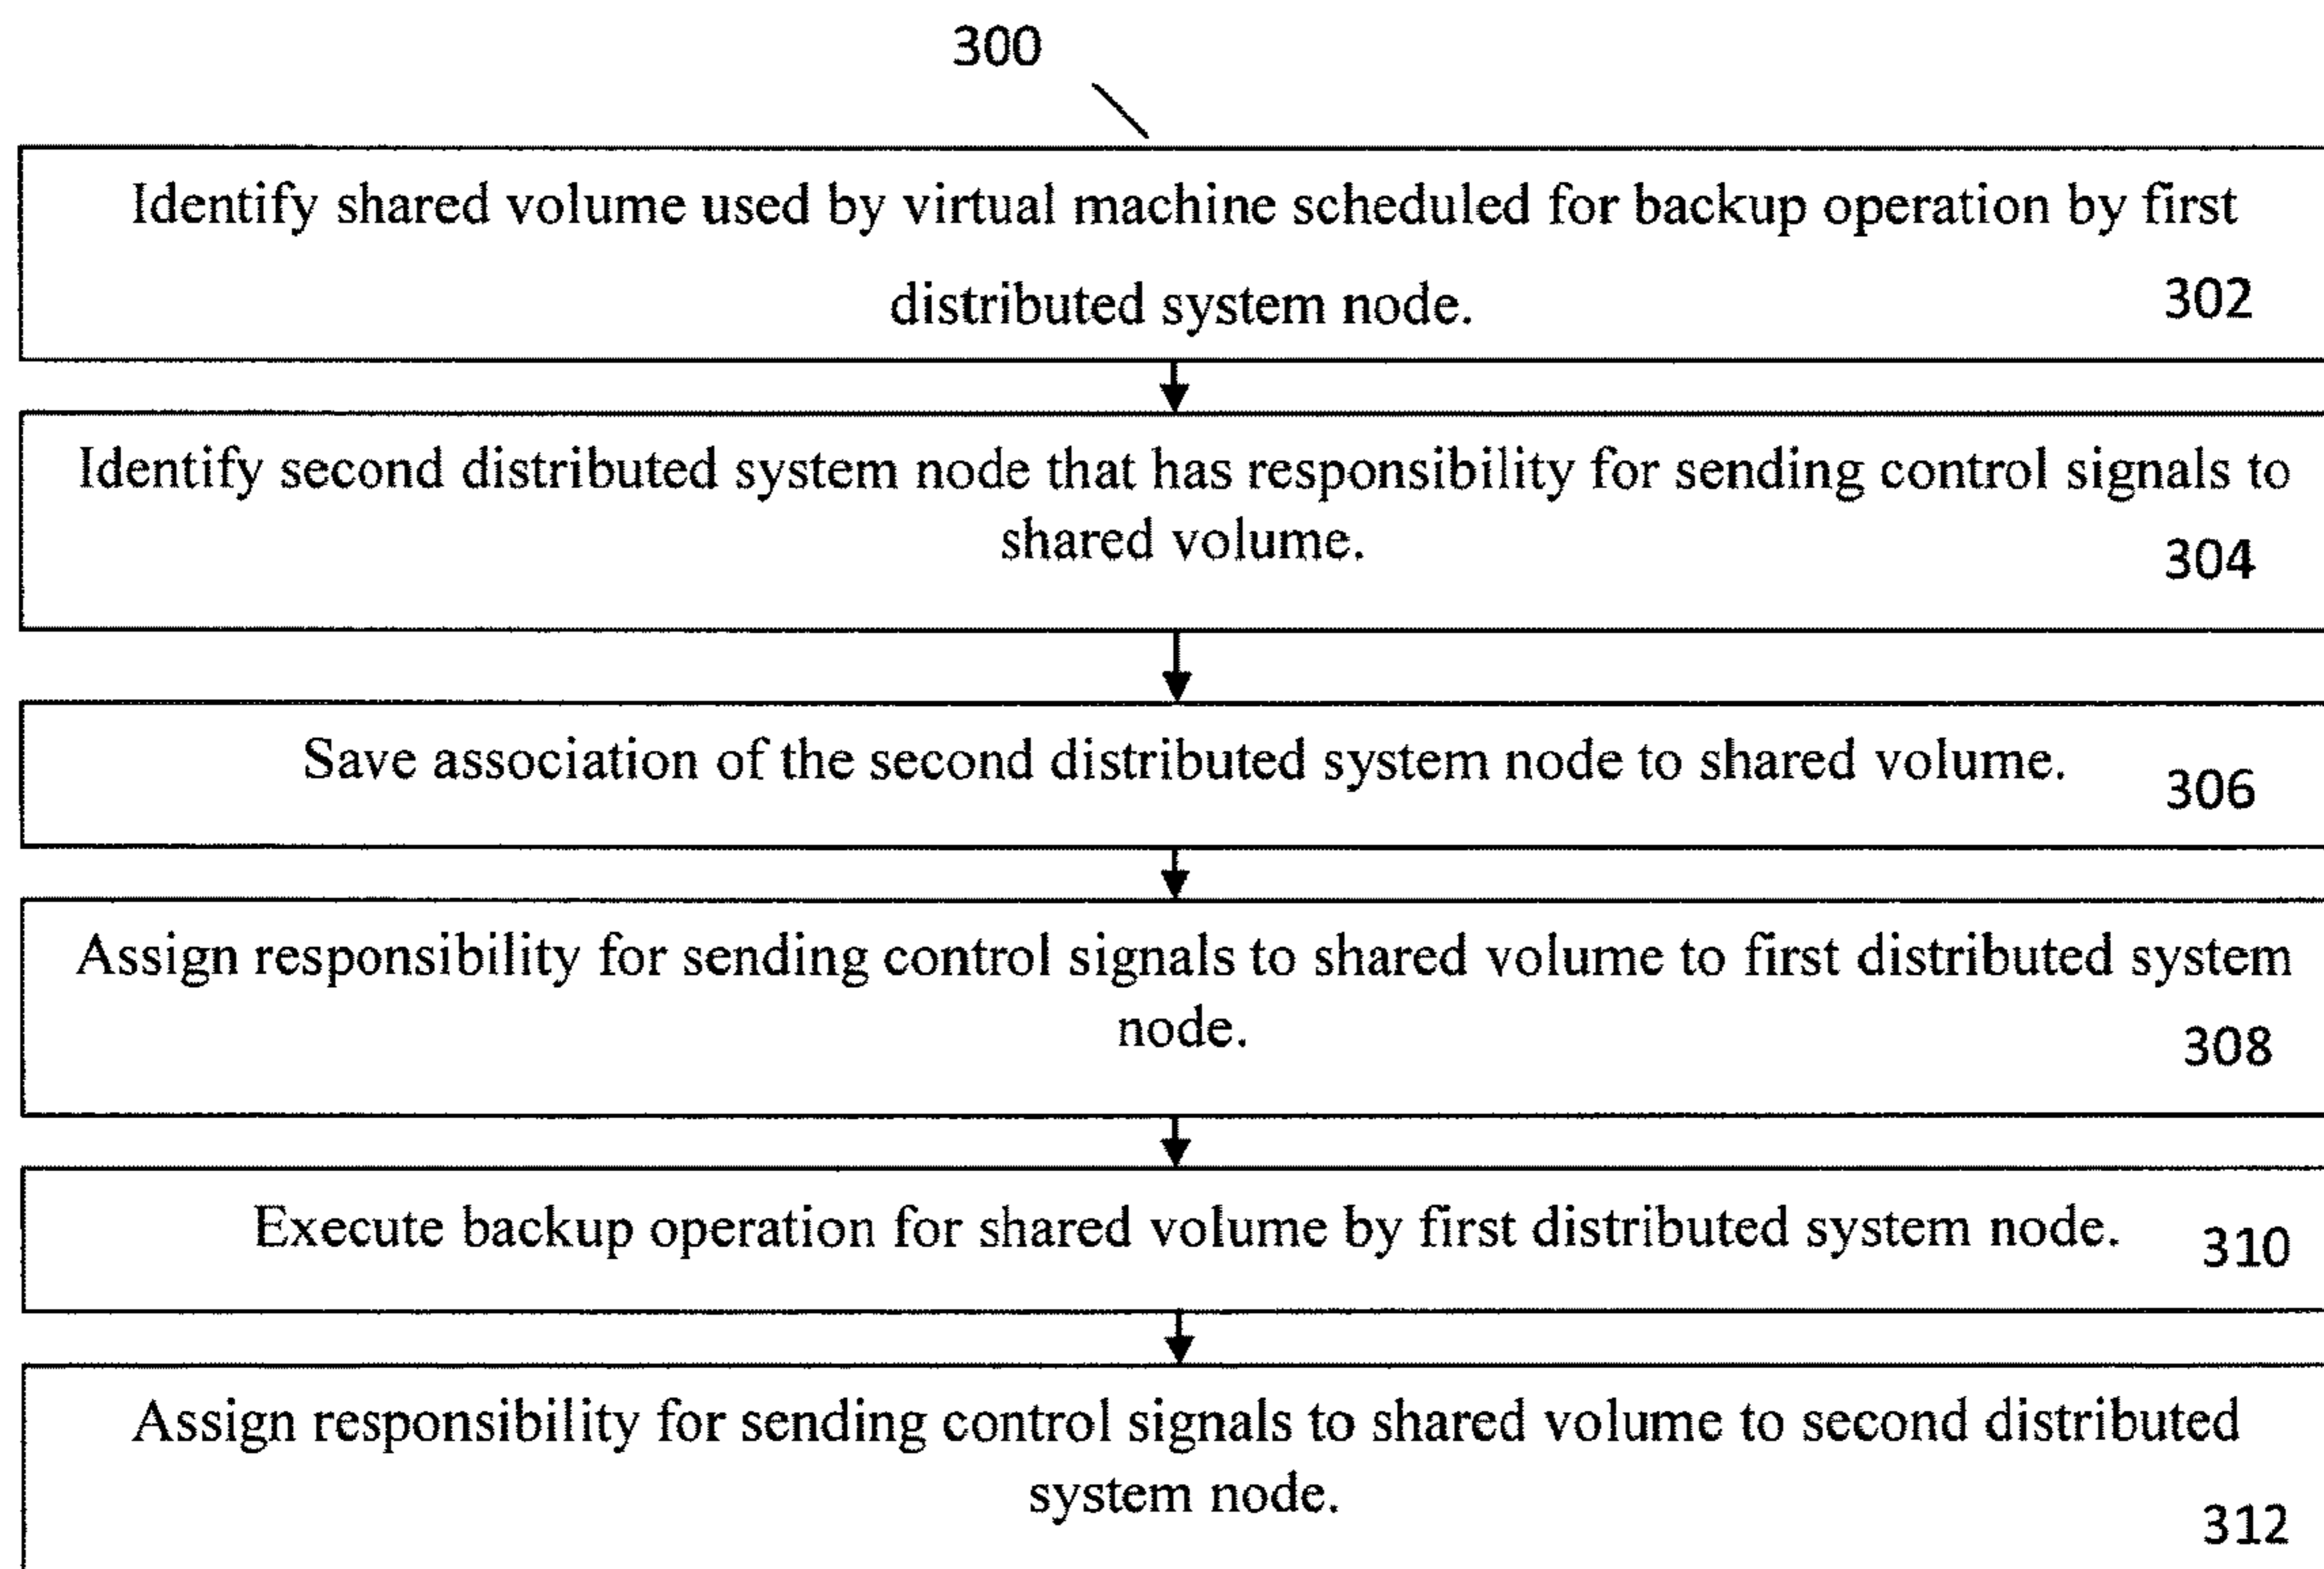 300
Identify shared volume used by virtual machine scheduled for backup operation by first
distributed system node.
302
Identify second distributed system node that has responsibility for sending control signals to
shared volume.
304
Save association of the second distributed system node to shared volume.
306
Assign responsibility for sending control signals to shared volume to first distributed system
node.
308
Execute backup operation for shared volume by first distributed system node.
310
Assign responsibility for sending control signals to shared volume to second distributed
system node.
312